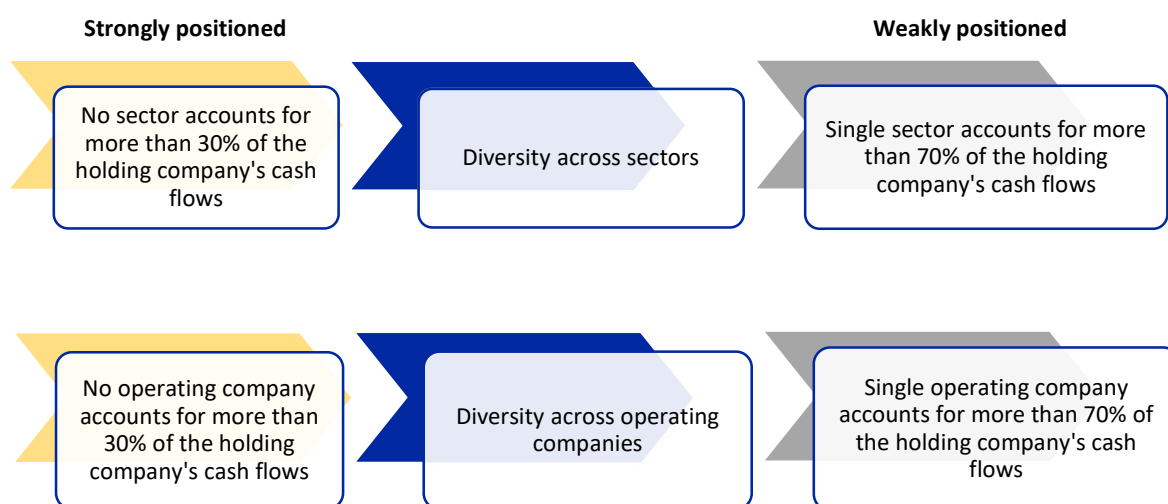 Strongly positioned
Weakly positioned
No sector accounts for
more than 30% of the
holding company's cash
flows
Diversity across sectors
Single sector accounts for more
than 70% of the holding
company's cash flows
No operating company
accounts for more than
30% of the holding
company's cash flows
Diversity across operating
companies
Single operating company
accounts for more than 70% of
the holding company's cash
flows